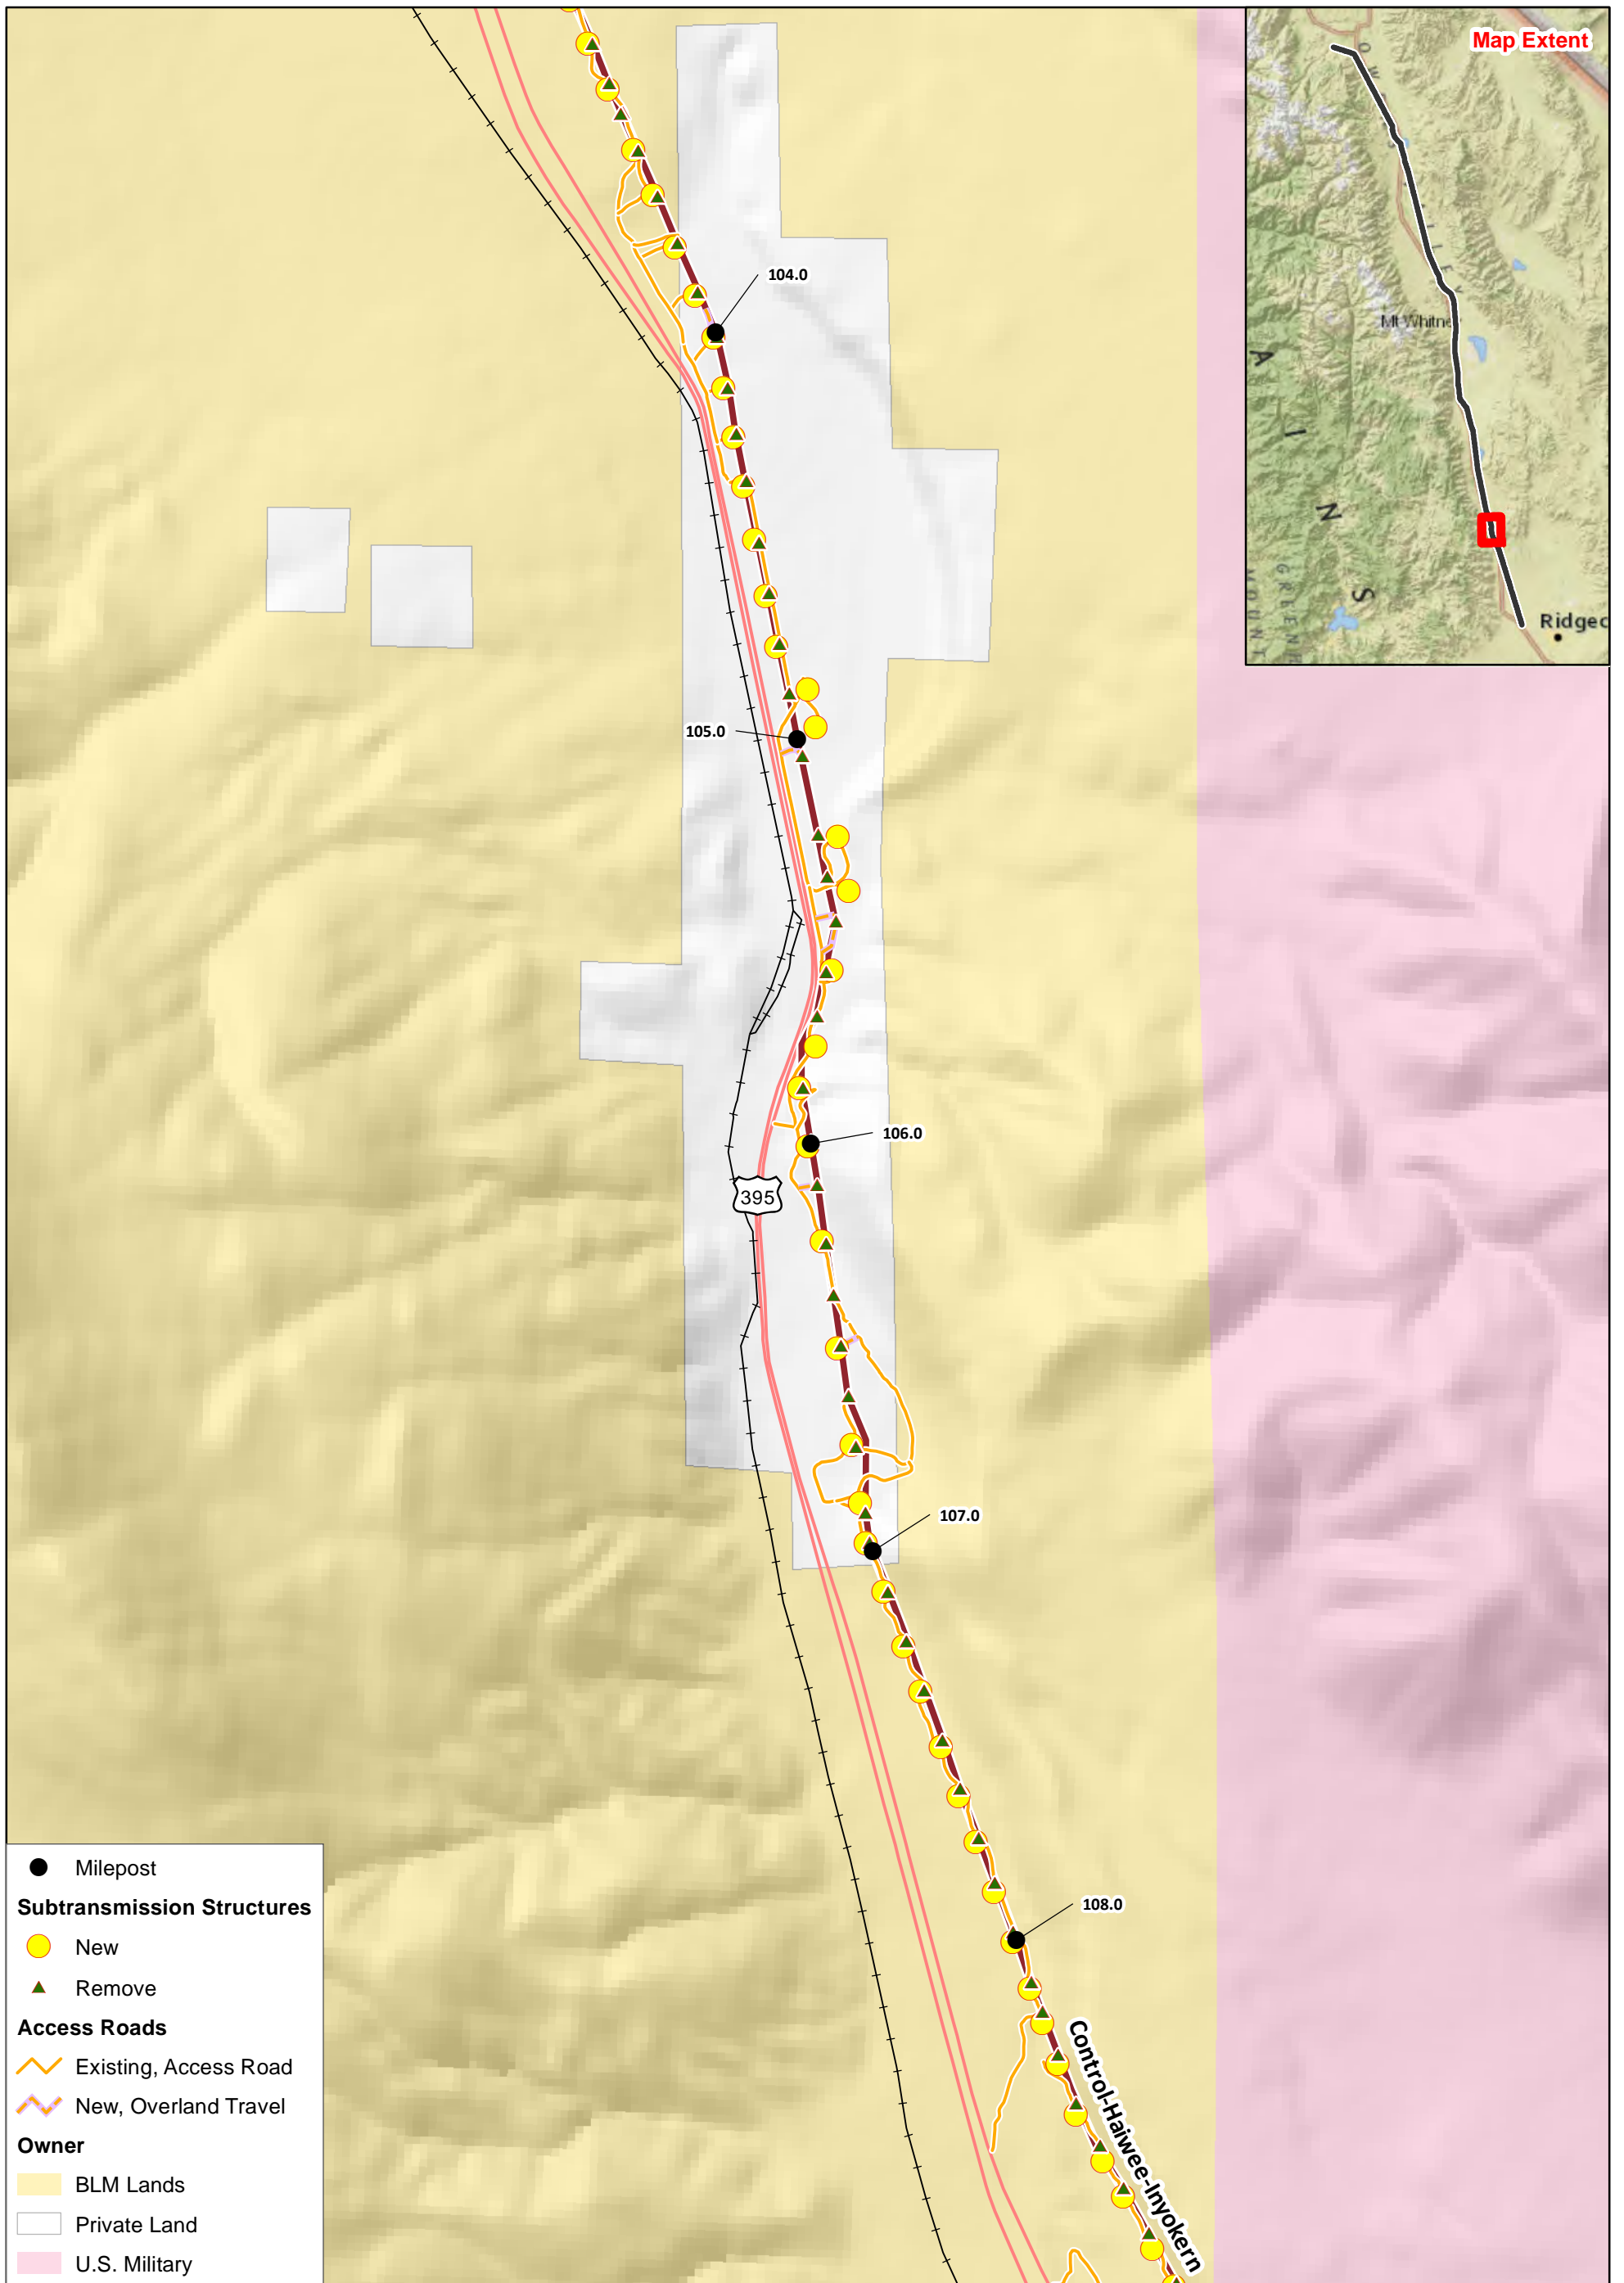 Map Extent
Mt Whitne
Ridgec
104.0
105.0
106.0
395
107.0
108.0
Control-Haiwee-Inyokern
Milepost
Subtransmission Structures
New
Remove
Access Roads
Existing, Access Road
New, Overland Travel
Owner
BLM Lands
Private Land
U.S. Military